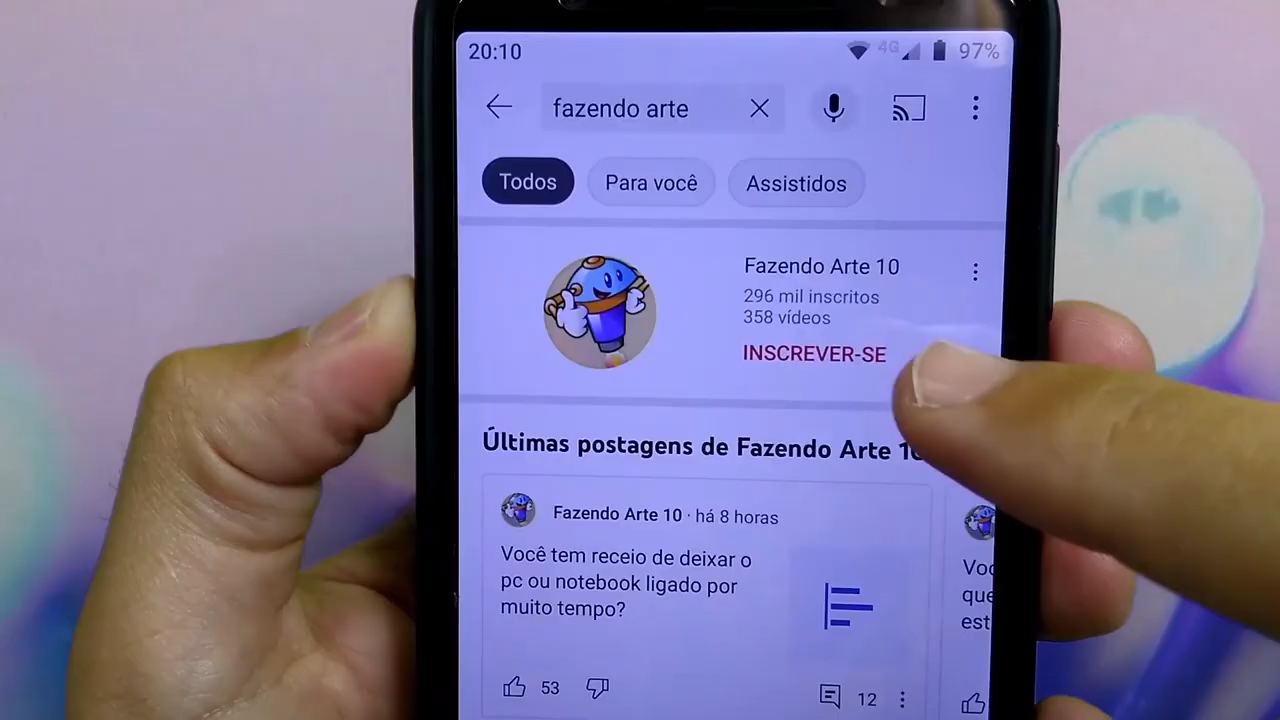 20:10
4G
97%
fazendo arte
Todos
Para você
Assistidos
Fazendo Arte 10
296 mil inscritos
358 vídeos
INSCREVER-SE
Últimas postagens de Fazendo Arte
Fazendo Arte 10 · há 8 horas
Você tem receio de deixar o
pc ou notebook ligado por
muito tempo?
53
12